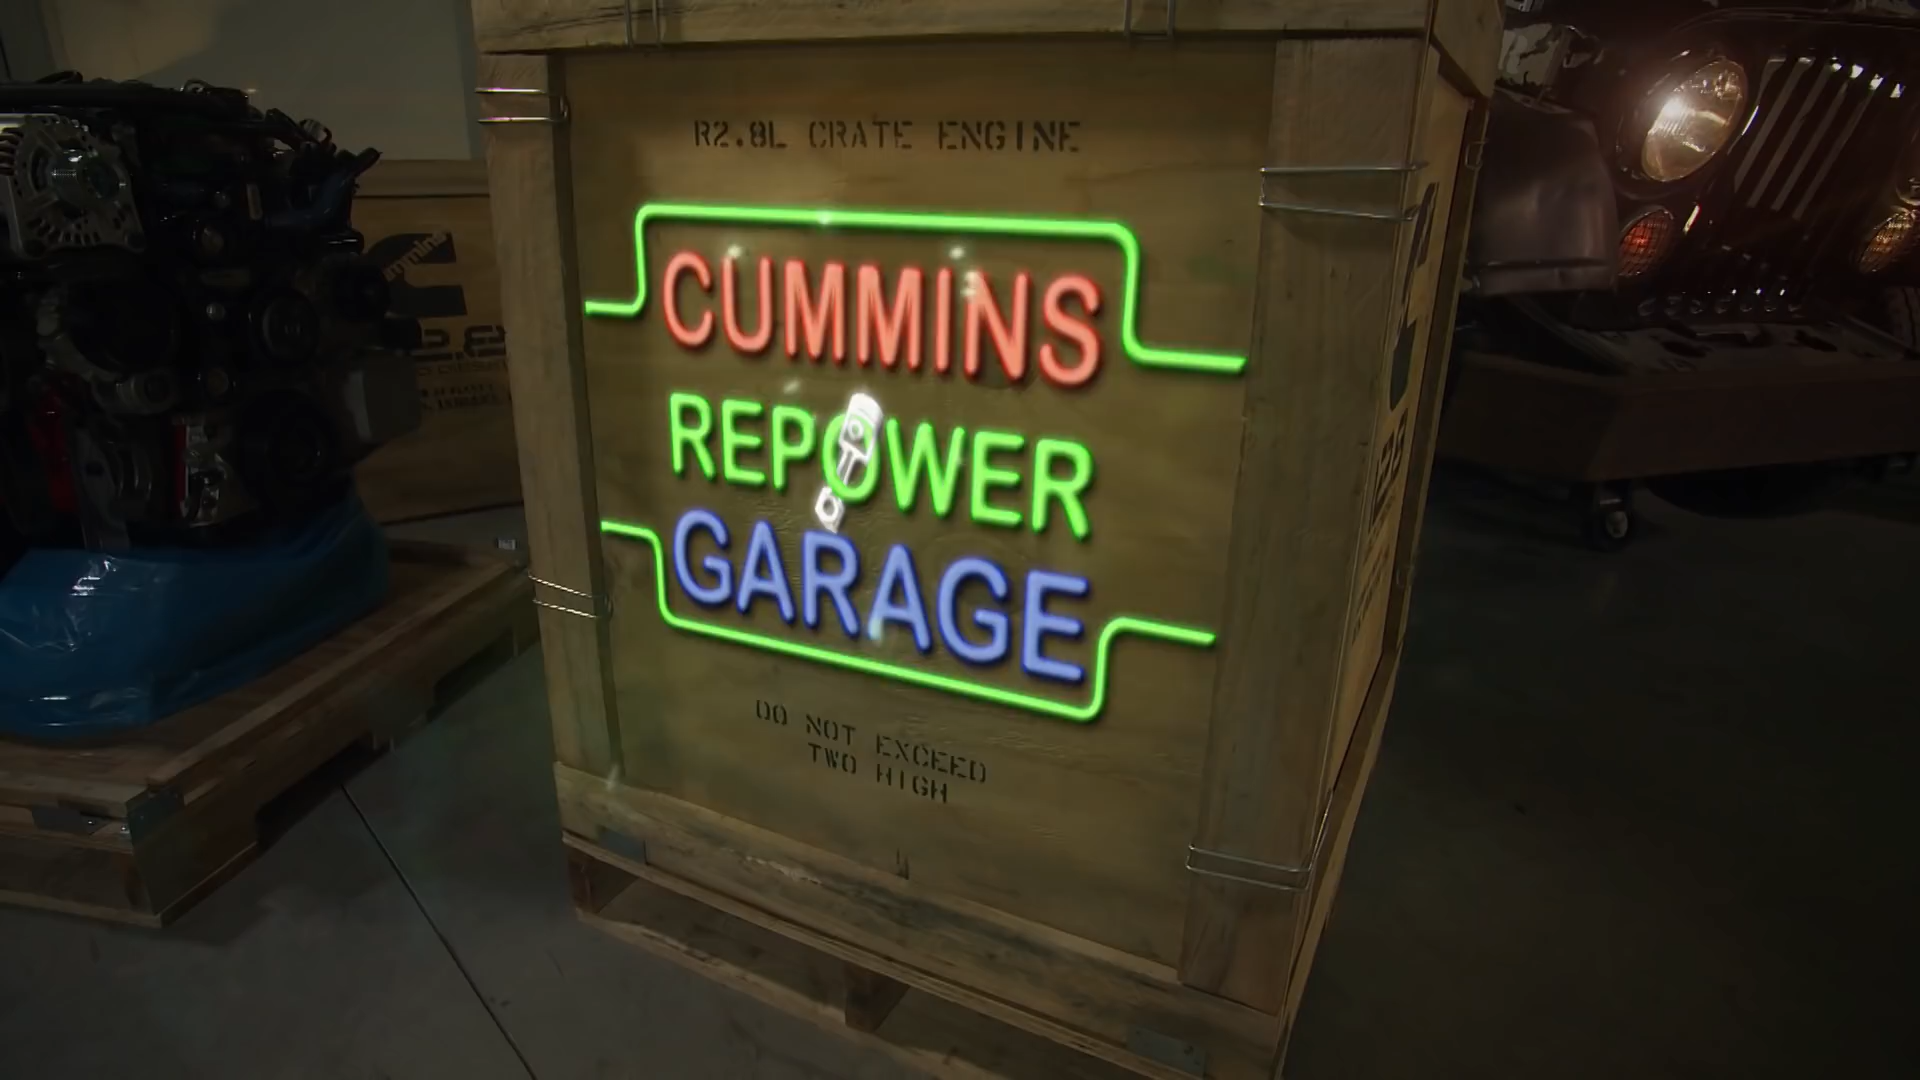 R2.8L CRATE ENGINE
CUMMINS
REPOWER
GARAGE
DO NOT EXCEED
TWO HIGH